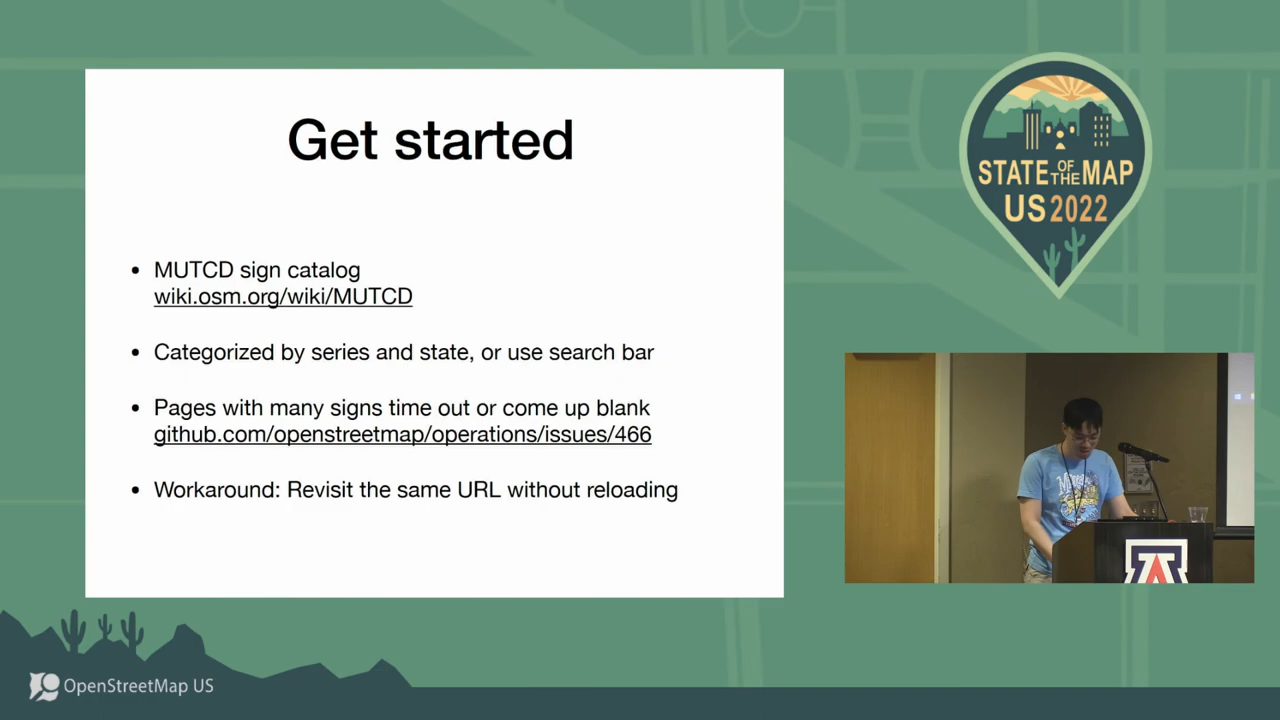 Get started
• MUTCD sign catalog
wiki.osm.org/wiki/MUTCD
• Categorized by series and state, or use search bar
• Pages with many signs time out or come up blank
github.com/openstreetmap/operations/issues/466
• Workaround: Revisit the same URL without reloading
STATE OF THE MAP
US 2022
A
OpenStreetMap US